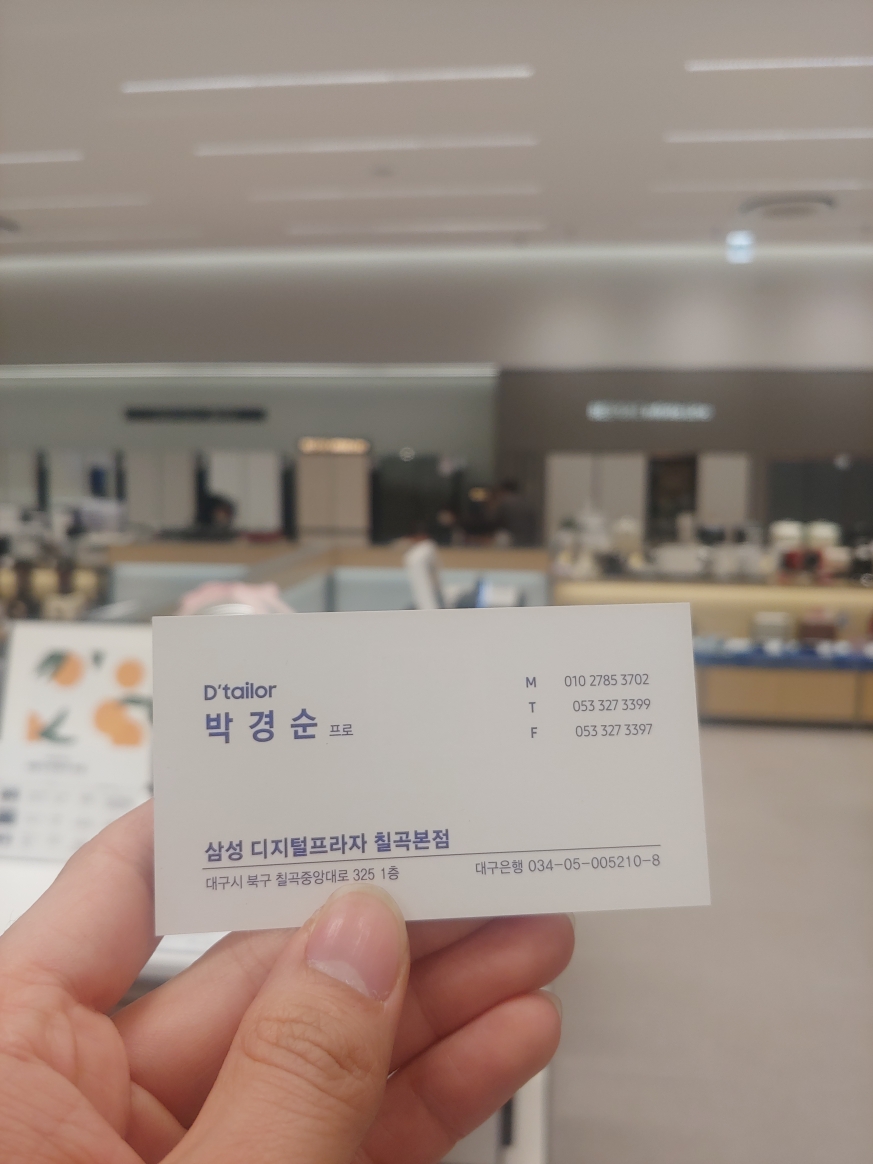 D'tailor
박경순 프로
M 010 2785 3702
T 053 327 3399
F 053 327 3397
삼성 디지털프라자 칠곡본점
대구시 북구 칠곡중앙대로 325 1층
대구은행 034-05-005210-8